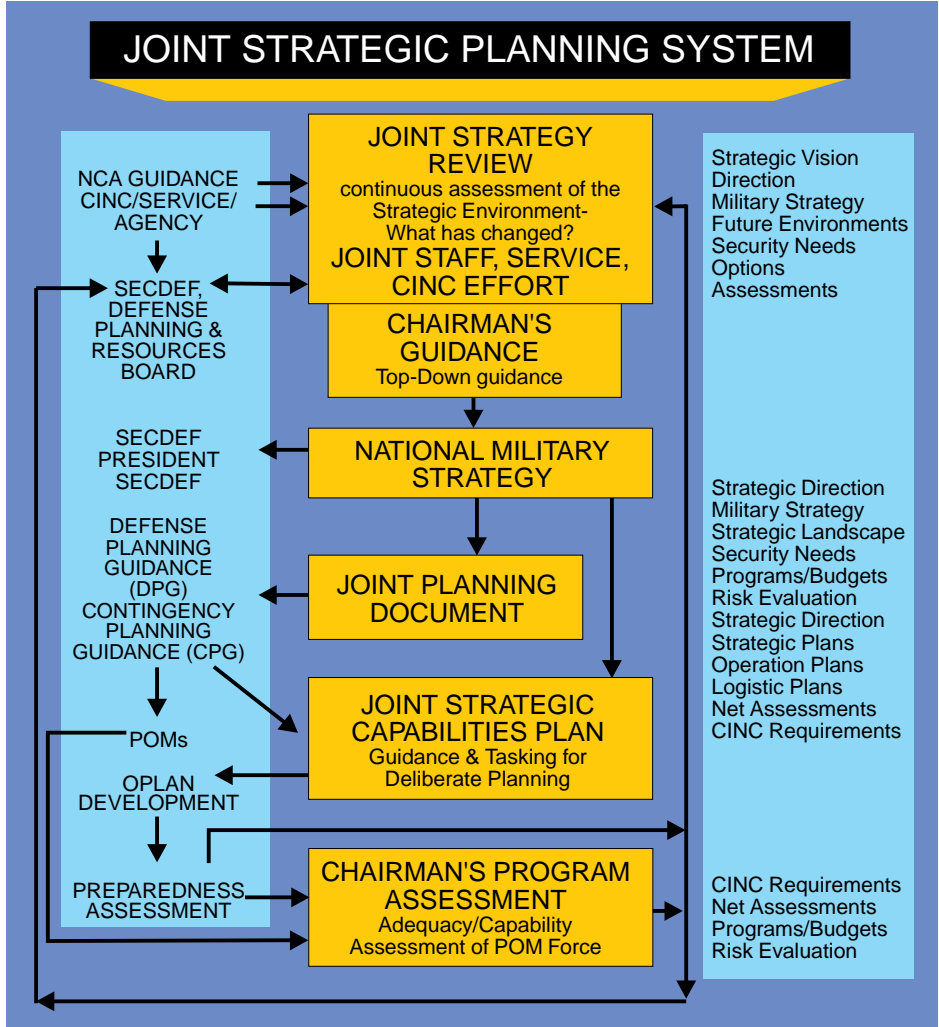 JOINT STRATEGIC PLANNING SYSTEM
NCA GUIDANCE
CINC/SERVICE/
AGENCY
SECDEF,
DEFENSE
PLANNING &
RESOURCES
BOARD
SECDEF
PRESIDENT
SECDEF
DEFENSE
PLANNING
GUIDANCE
(DPG)
CONTINGENCY
PLANNING
GUIDANCE (CPG)
POMs
OPLAN
DEVELOPMENT
PREPAREDNESS
ASSESSMENT
JOINT STRATEGY
REVIEW
continuous assessment of the
Strategic Environment-
What has changed?
JOINT STAFF, SERVICE,
CINC EFFORT
CHAIRMAN'S
GUIDANCE
Top-Down guidance
NATIONAL MILITARY
STRATEGY
JOINT PLANNING
DOCUMENT
JOINT STRATEGIC
CAPABILITIES PLAN
Guidance & Tasking for
Deliberate Planning
CHAIRMAN'S PROGRAM
ASSESSMENT
Adequacy/Capability
Assessment of POM Force
Strategic Vision
Direction
Military Strategy
Future Environments
Security Needs
Options
Assessments
Strategic Direction
Military Strategy
Strategic Landscape
Security Needs
Programs/Budgets
Risk Evaluation
Strategic Direction
Strategic Plans
Operation Plans
Logistic Plans
Net Assessments
CINC Requirements
CINC Requirements
Net Assessments
Programs/Budgets
Risk Evaluation